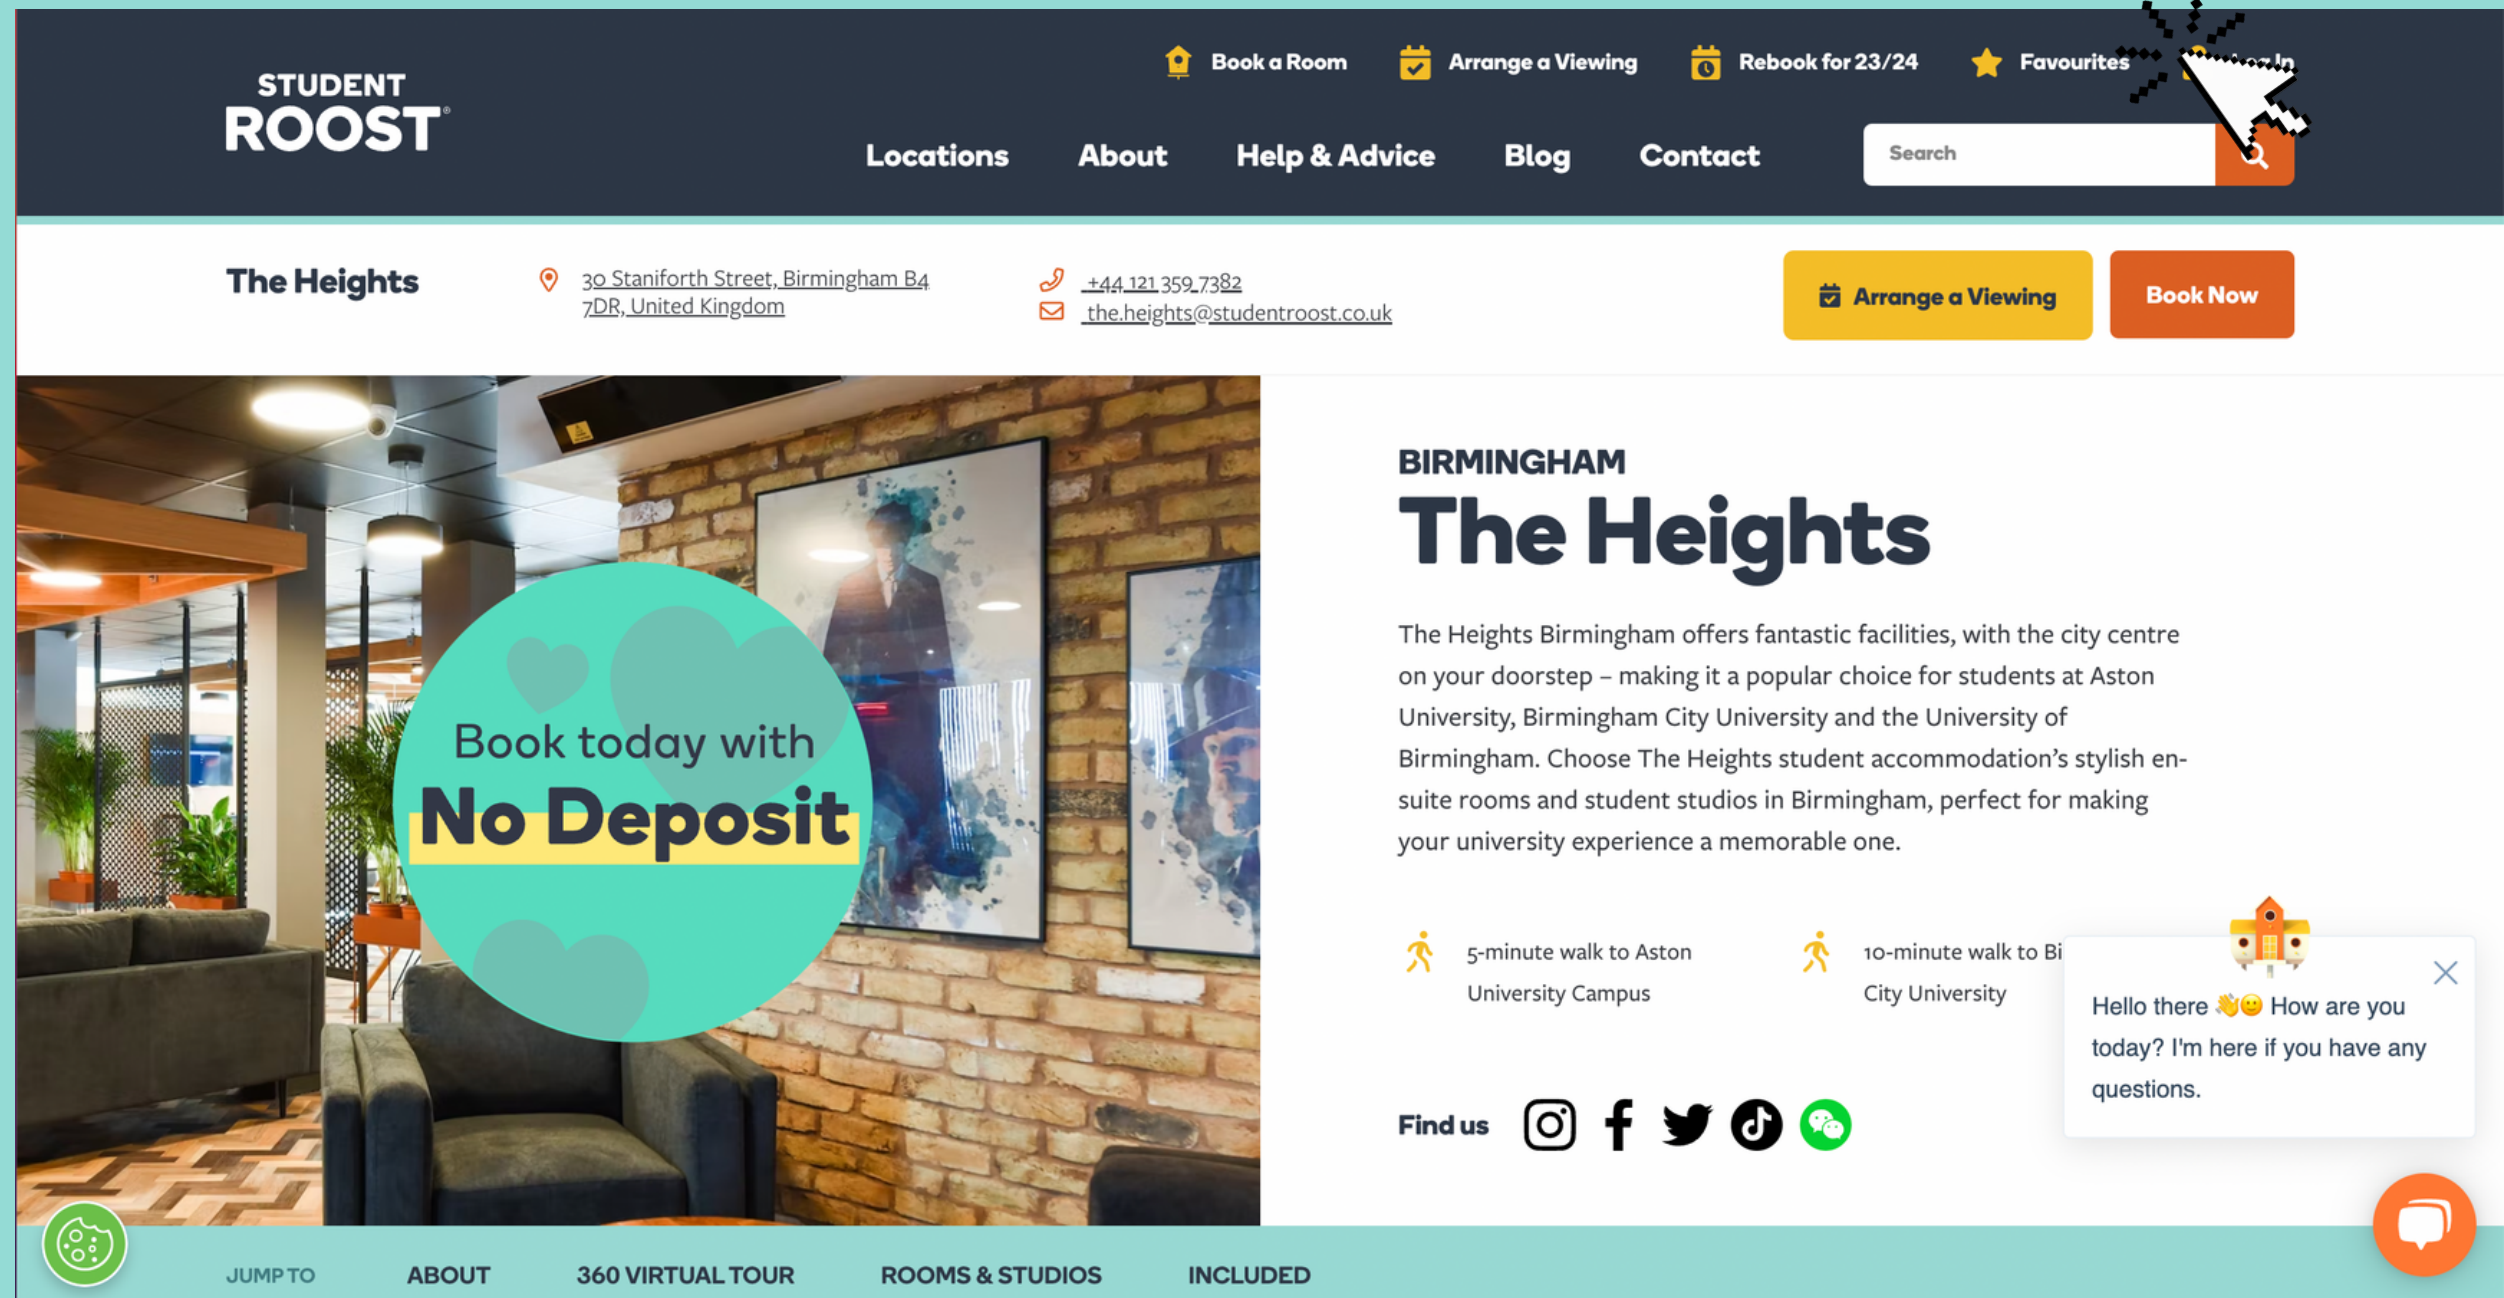 STUDENT
ROOST®
Book a Room
Arrange a Viewing
Rebook for 23/24
Favourites
In
Locations
About
Help & Advice
Blog
Contact
Search
The Heights
30 Staniforth Street, Birmingham B4
7DR, United Kingdom
+44 121 359 7382
the.heights@studentroost.co.uk
Arrange a Viewing
Book Now
Book today with
No Deposit
BIRMINGHAM
The Heights
The Heights Birmingham offers fantastic facilities, with the city centre
on your doorstep – making it a popular choice for students at Aston
University, Birmingham City University and the University of
Birmingham. Choose The Heights student accommodation's stylish en-
suite rooms and student studios in Birmingham, perfect for making
your university experience a memorable one.
5-minute walk to Aston
University Campus
10-minute walk to Bi
City University
Hello there 👋🙂 How are you
today? I'm here if you have any
questions.
Find us
JUMP TO
ABOUT
360 VIRTUAL TOUR
ROOMS & STUDIOS
INCLUDED